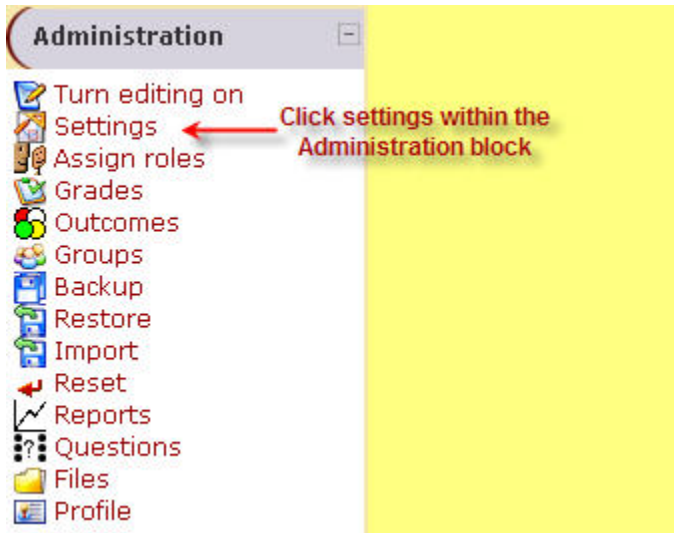 Administration
Turn editing on
Settings
Click settings within the
Administration block
Assign roles
Grades
Outcomes
Groups
Backup
Restore
Import
Reset
Reports
Questions
Files
Profile